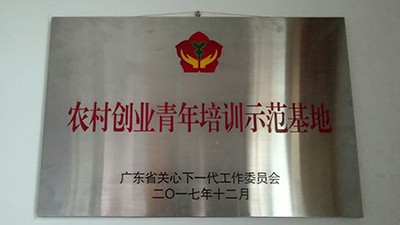 农村创业青年培训示范基地
广东省关心下一代工作委员会
二〇一七年十二月